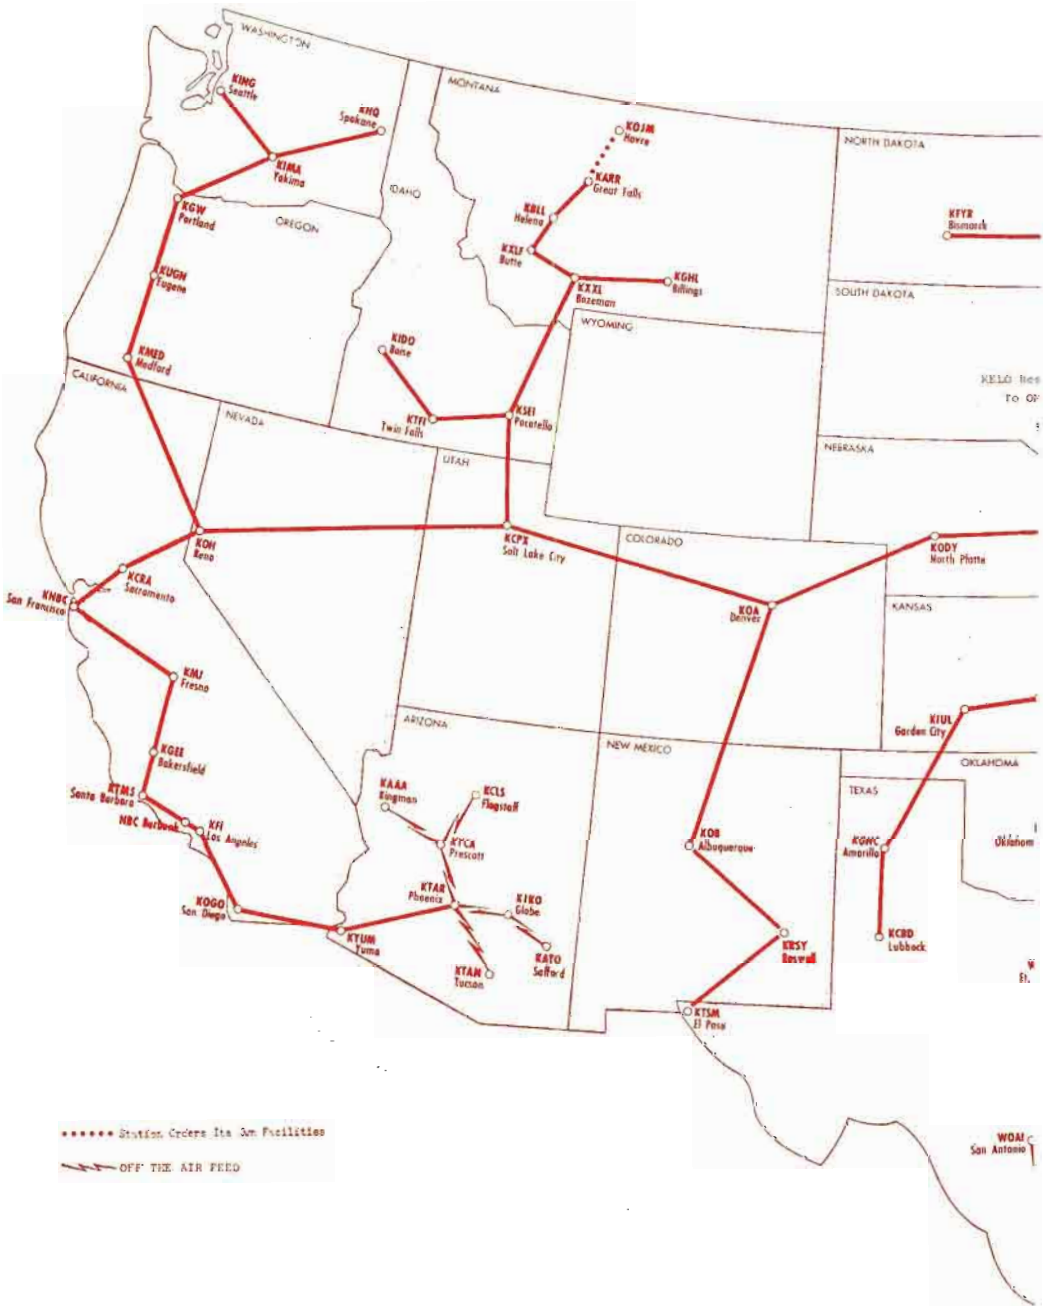 WASHINGTON
KING
Seattle
KHQ
Spokane
KIMA
Yakima
KGW
Portland
OREGON
IDAHO
MONTANA
KOJM
Havre
KARR
Great Falls
KBLL
Helena
KXLF
Butte
KXXL
Bozeman
KGHL
Billings
NORTH DAKOTA
KFYR
Bismarck
SOUTH DAKOTA
WYOMING
KUGN
Eugene
KMED
Medford
KIDO
Boise
KTFI
Twin Falls
KSEI
Pocatello
KELO
To
NEBRASKA
CALIFORNIA
NEVADA
UTAH
COLORADO
KOH
Reno
KCPX
Salt Lake City
KODY
North Platte
KCRA
Sacramento
KNBC
San Francisco
KOA
Denver
KANSAS
KMJ
Fresno
KIUL
Garden City
ARIZONA
NEW MEXICO
OKLAHOMA
KGEE
Bakersfield
KTMS
Santa Barbara
NBC Burbank
KFI
Los Angeles
KAAA
Kingman
KCLS
Flagstaff
KYCA
Prescott
TEXAS
KOB
Albuquerque
KGNC
Amarillo
Oklahom
KOGO
San Diego
KTAR
Phoenix
KIKO
Globe
KYUM
Yuma
KATO
Safford
KTAN
Tucson
KRSY
Roswell
KCBD
Lubbock
W
Ft.
KTSM
El Paso
Station Orders Its Own Facilities
OFF THE AIR FEED
WOAI
San Antonio